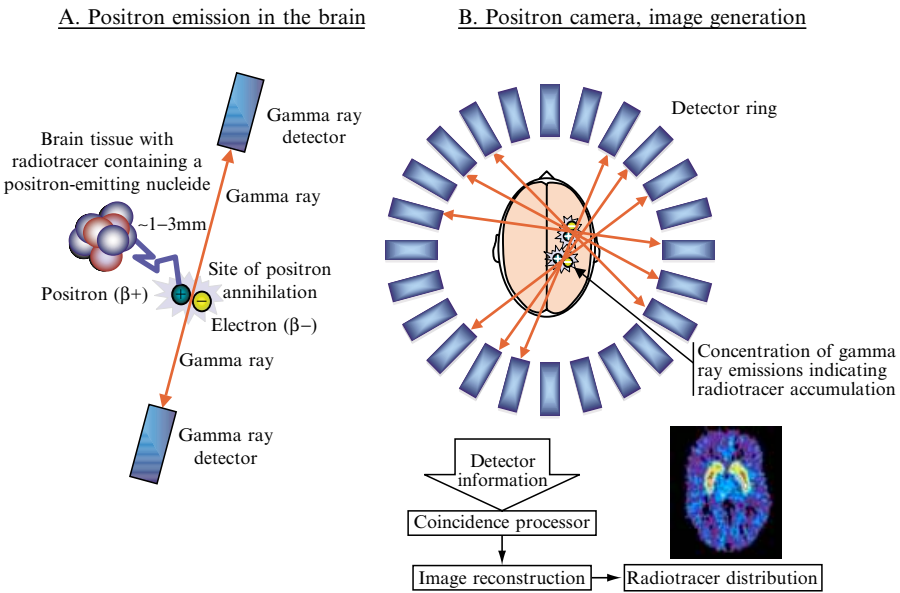 A. Positron emission in the brain
Gamma ray
detector
Brain tissue with
radiotracer containing a
positron-emitting nucleide
Gamma ray
~1–3mm
Site of positron
annihilation
Positron (β+)
+
−
Electron (β−)
Gamma ray
Gamma ray
detector
B. Positron camera, image generation
Detector ring
+
+
Concentration of gamma
ray emissions indicating
radiotracer accumulation
Detector
information
Coincidence processor
Image reconstruction
Radiotracer distribution